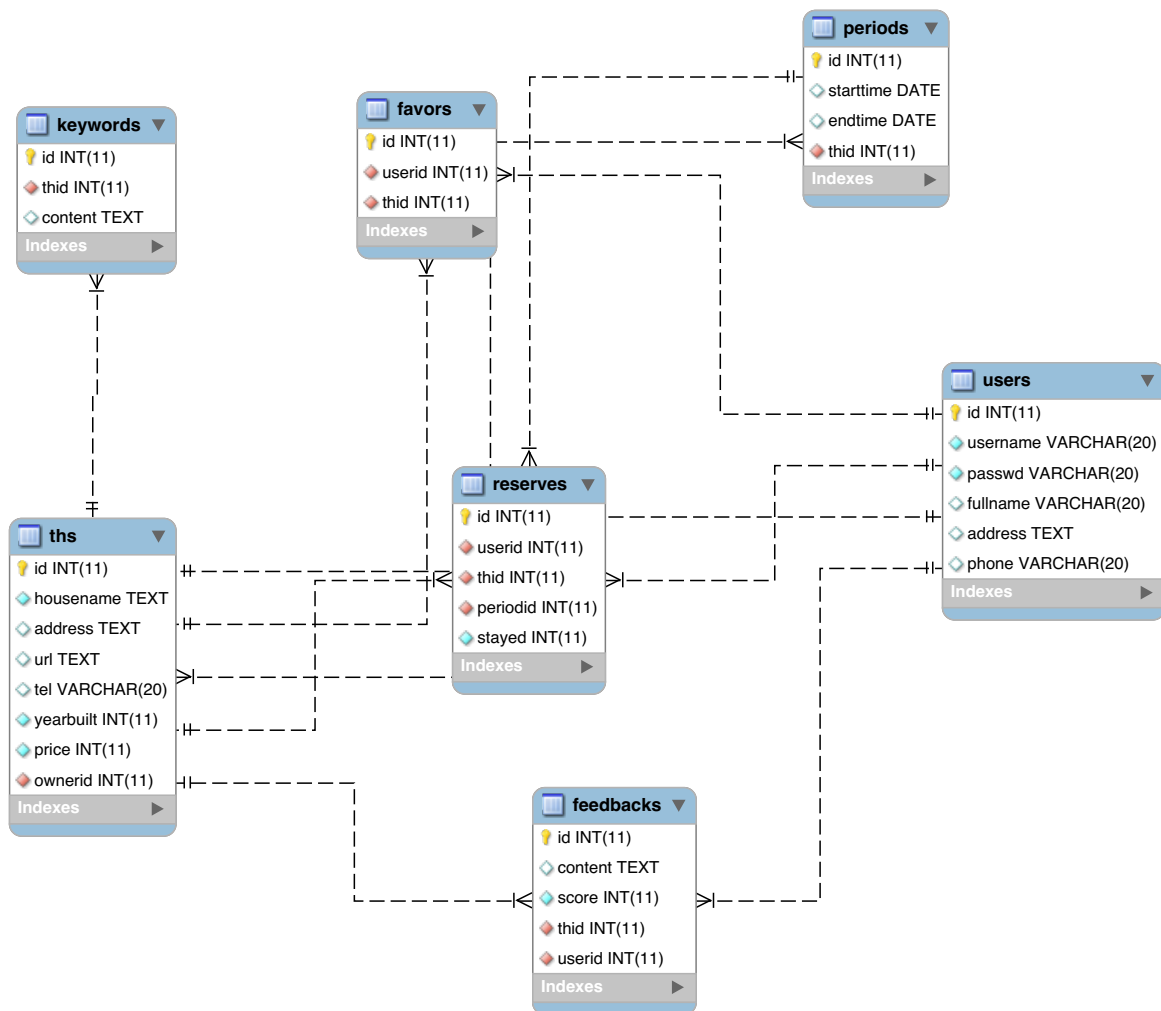 periods
id INT(11)
starttime DATE
endtime DATE
thid INT(11)
Indexes
favors
id INT(11)
userid INT(11)
thid INT(11)
Indexes
keywords
id INT(11)
thid INT(11)
content TEXT
Indexes
users
id INT(11)
username VARCHAR(20)
passwd VARCHAR(20)
fullname VARCHAR(20)
address TEXT
phone VARCHAR(20)
Indexes
reserves
id INT(11)
userid INT(11)
thid INT(11)
periodid INT(11)
stayed INT(11)
Indexes
ths
id INT(11)
housename TEXT
address TEXT
url TEXT
tel VARCHAR(20)
yearbuilt INT(11)
price INT(11)
ownerid INT(11)
Indexes
feedbacks
id INT(11)
content TEXT
score INT(11)
thid INT(11)
userid INT(11)
Indexes